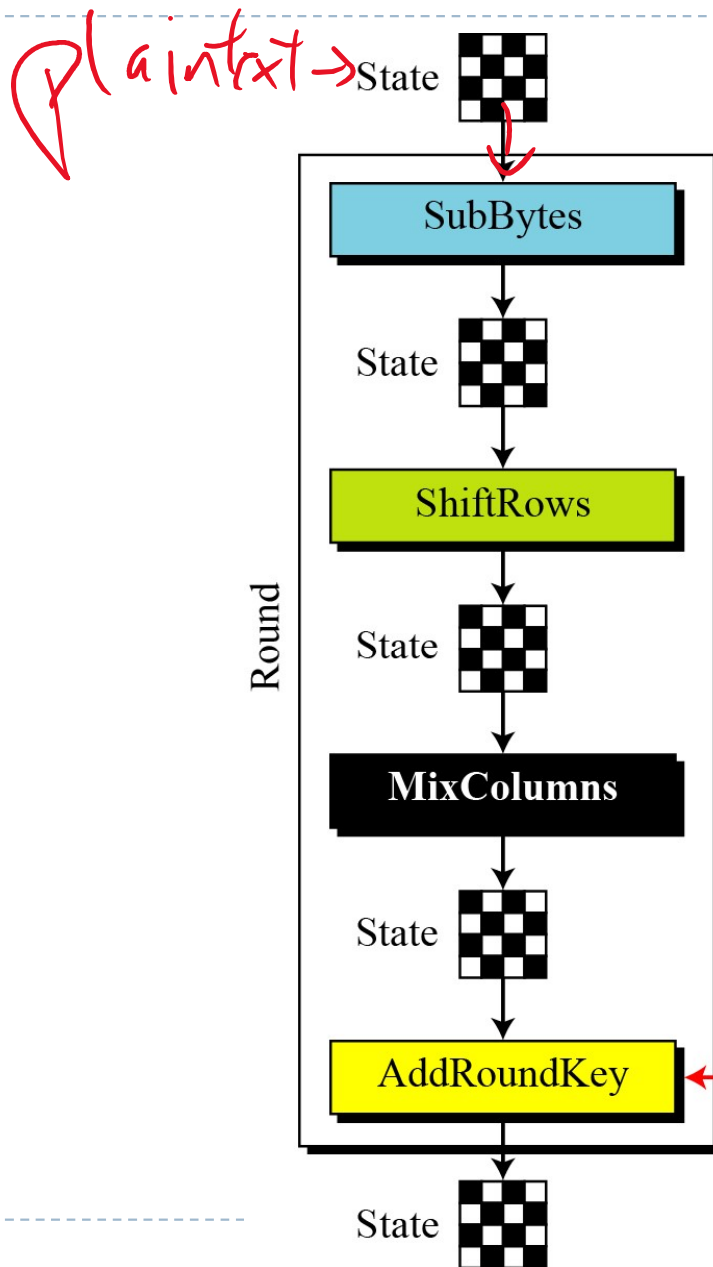 plaintxt → State
SubBytes
State
ShiftRows
State
Round
MixColumns
State
AddRoundKey
State